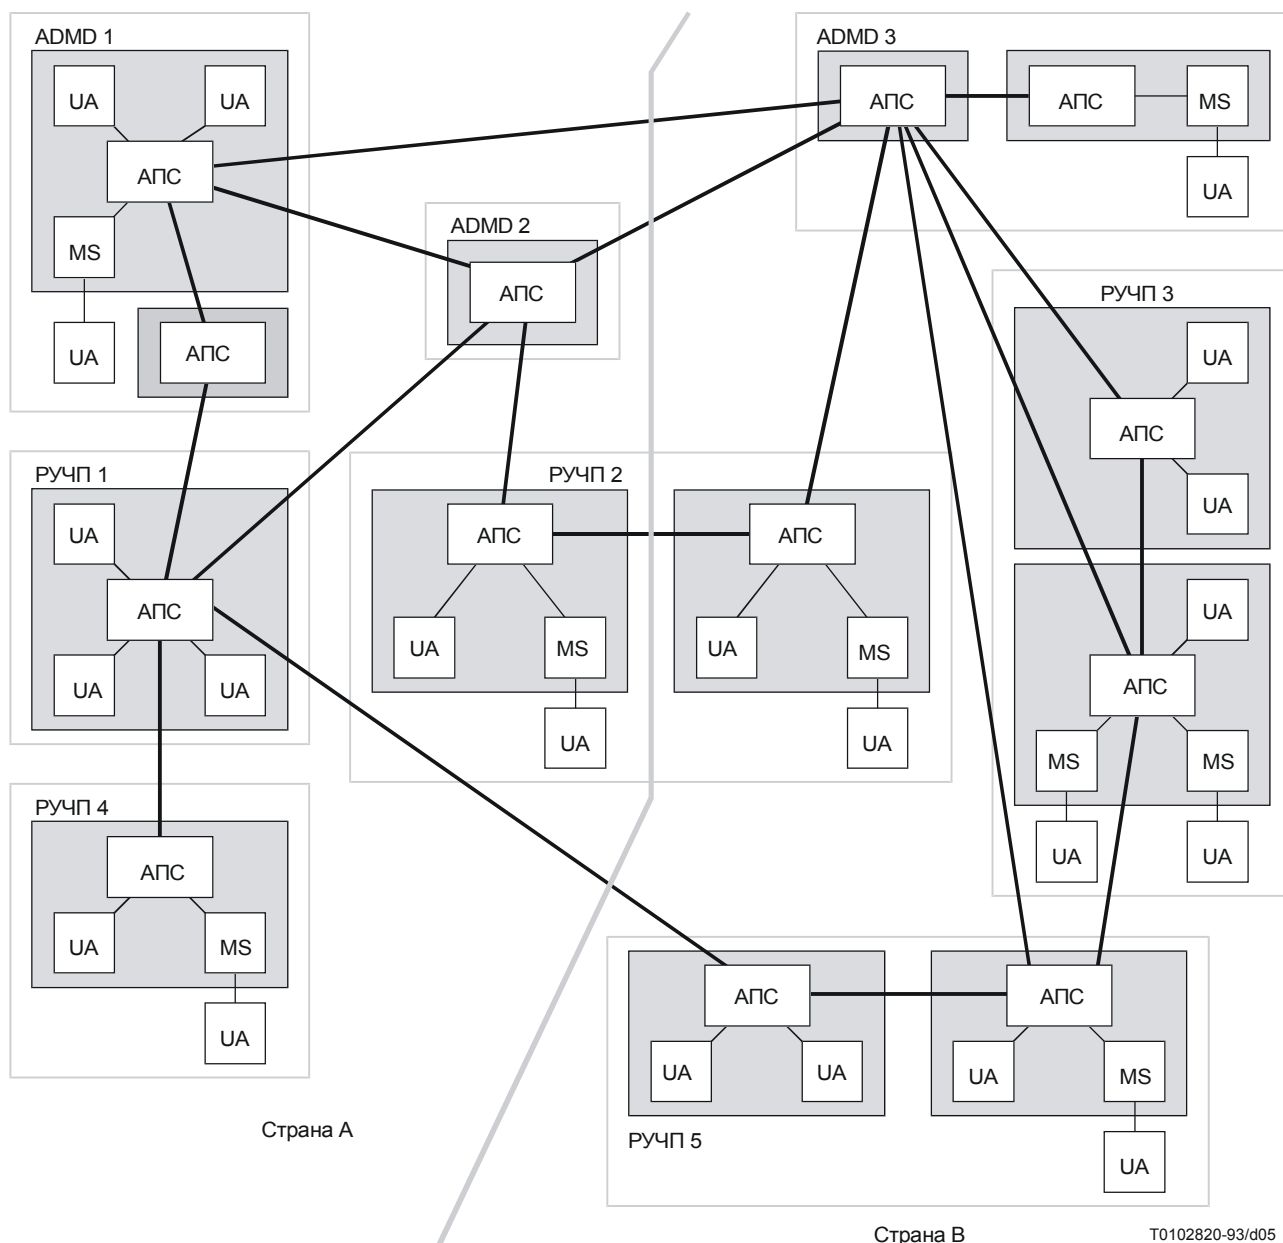 ADMD 1
UA
UA
АПС
MS
UA
АПС
ADMD 2
АПС
ADMD 3
АПС
АПС
MS
UA
РУЧП 1
UA
АПС
UA
UA
РУЧП 2
АПС
UA
MS
UA
АПС
UA
MS
UA
РУЧП 3
UA
АПС
UA
UA
АПС
MS
MS
UA
UA
РУЧП 4
АПС
UA
MS
UA
АПС
UA
UA
АПС
UA
MS
UA
РУЧП 5
Страна A
Страна B
T0102820-93/d05